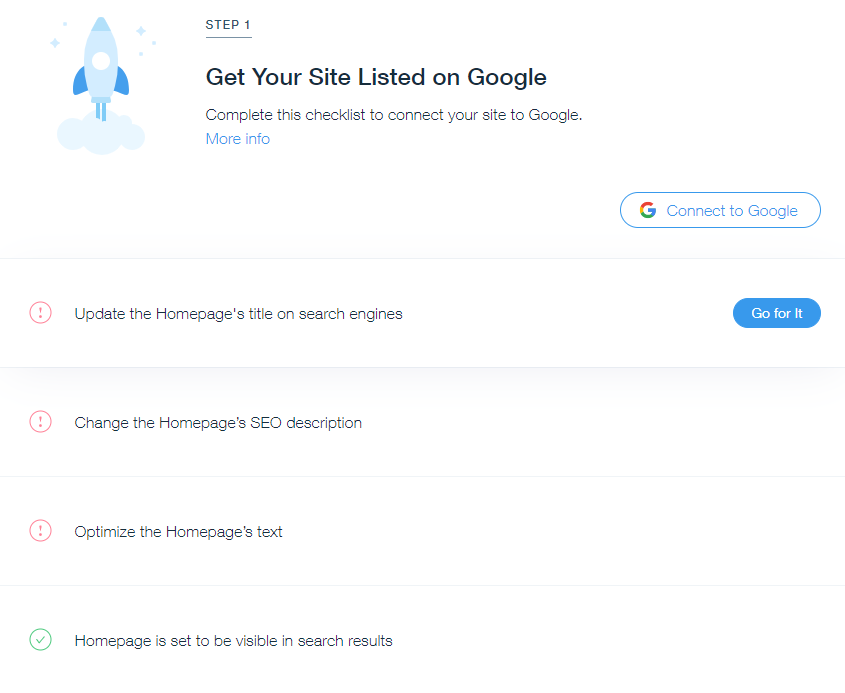 STEP 1
Get Your Site Listed on Google
Complete this checklist to connect your site to Google.
More info
Connect to Google
Update the Homepage's title on search engines
Go for It
Change the Homepage's SEO description
Optimize the Homepage's text
Homepage is set to be visible in search results